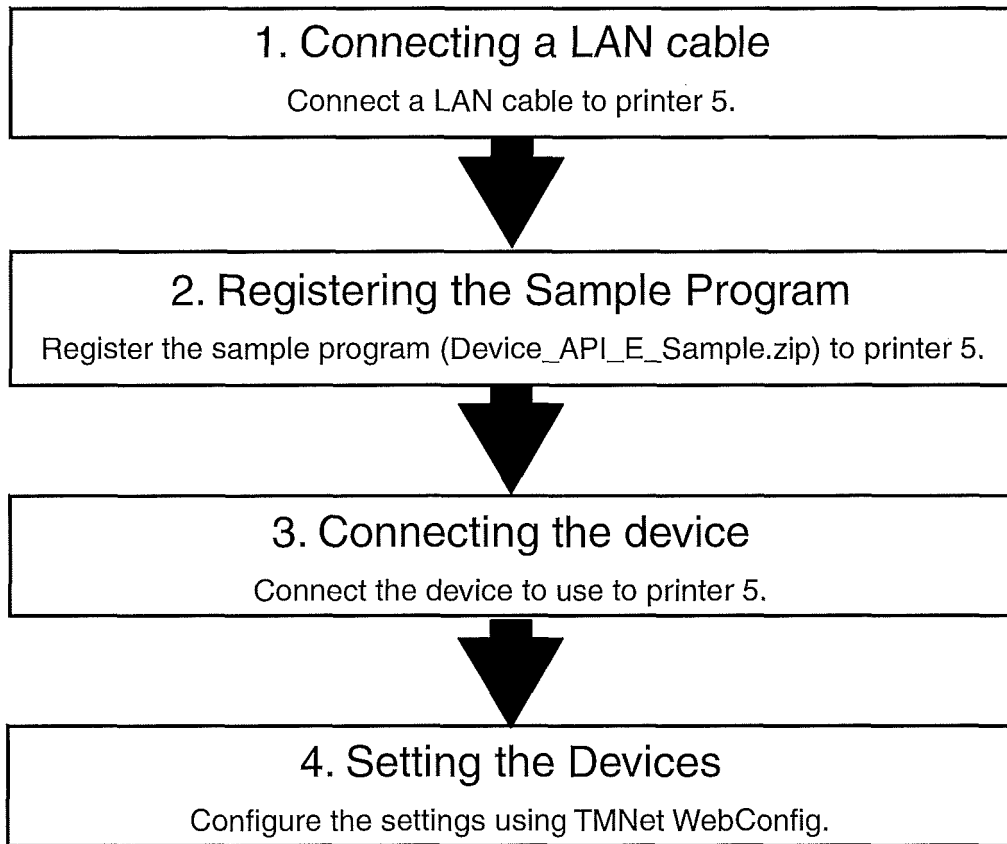 1. Connecting a LAN cable
Connect a LAN cable to printer 5.
2. Registering the Sample Program
Register the sample program (Device_API_E_Sample.zip) to printer 5.
3. Connecting the device
Connect the device to use to printer 5.
4. Setting the Devices
Configure the settings using TMNet WebConfig.